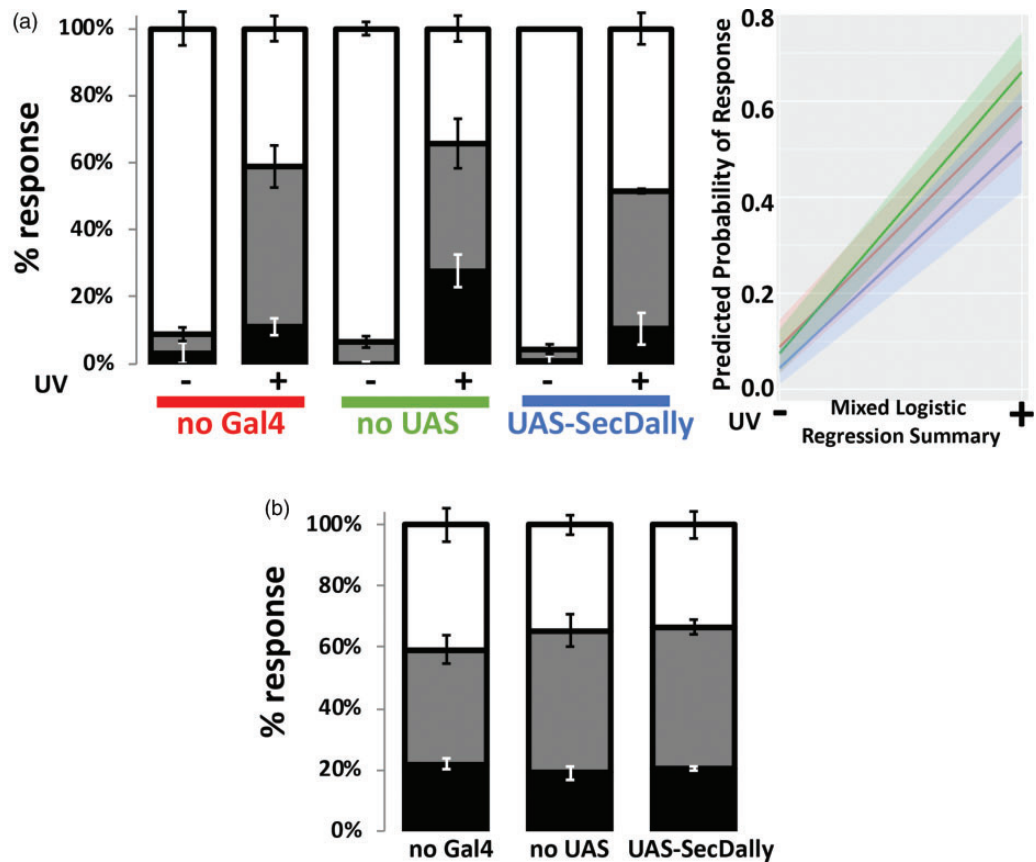 (a)
% response
100%
80%
60%
40%
20%
0%
UV - + - + - +
no Gal4 no UAS UAS-SecDally
Predicted Probability of Response
0.8
0.6
0.4
0.2
0.0
UV - Mixed Logistic +
Regression Summary
(b)
% response
100%
80%
60%
40%
20%
0%
no Gal4 no UAS UAS-SecDally